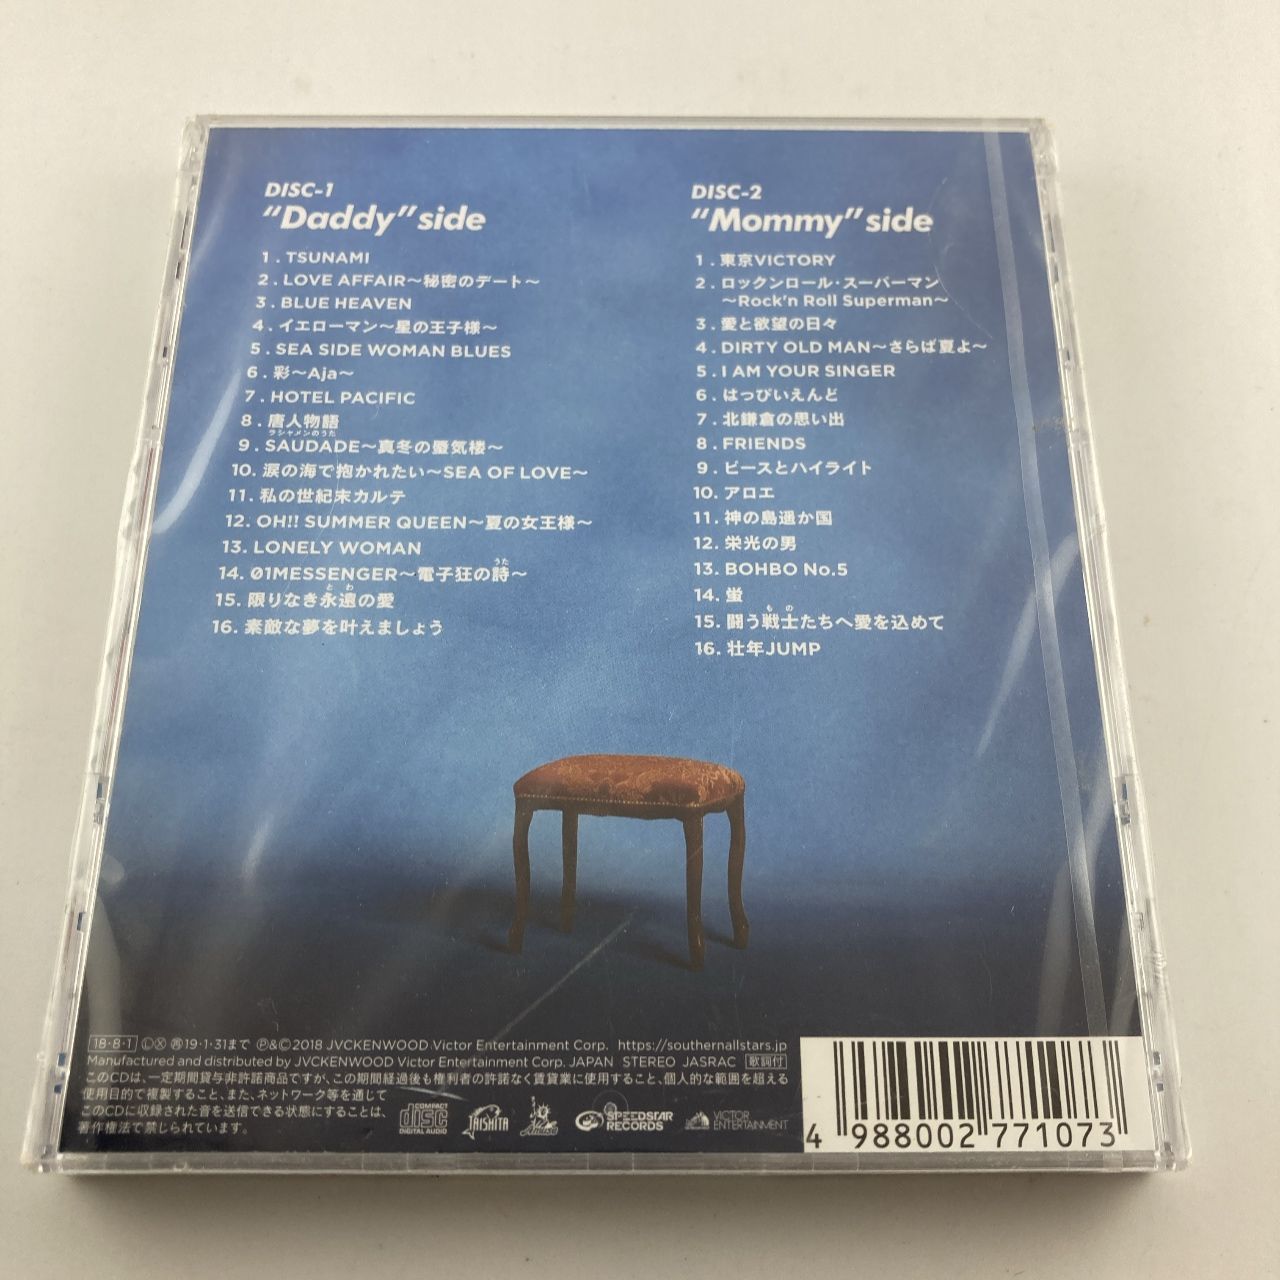 DISC-1
“Daddy” side
1. TSUNAMI
2. LOVE AFFAIR～秘密のデート～
3. BLUE HEAVEN
4. イエローマン～星の王子様～
5. SEA SIDE WOMAN BLUES
6. 彩～Aja～
7. HOTEL PACIFIC
8. 唐人物語
ラシャメンのうた
9. SAUDADE～真冬の蜃気楼～
10. 涙の海で抱かれたい～SEA OF LOVE～
11. 私の世紀末カルテ
12. OH!! SUMMER QUEEN～夏の女王様～
13. LONELY WOMAN
うた
14. 01MESSENGER～電子狂の詩～
とわ
15. 限りなき永遠の愛
16. 素敵な夢を叶えましょう
DISC-2
“Mommy” side
1. 東京VICTORY
2. ロックンロール・スーパーマン
～Rock'n Roll Superman～
3. 愛と欲望の日々
4. DIRTY OLD MAN～さらば夏よ～
5. I AM YOUR SINGER
6. はっぴいえんど
7. 北鎌倉の思い出
8. FRIENDS
9. ピースとハイライト
10. アロエ
11. 神の島遥か国
12. 栄光の男
13. BOHBO No.5
14. 蛍
もの
15. 闘う戦士たちへ愛を込めて
16. 壮年JUMP
18・8・1 Ⓛ Ⓧ ㊐19・1・31まで Ⓟ&Ⓒ2018 JVCKENWOOD Victor Entertainment Corp. https://southernallstars.jp
Manufactured and distributed by JVCKENWOOD Victor Entertainment Corp. JAPAN STEREO JASRAC 歌詞付
このCDは、一定期間貸与非許諾商品ですが、この期間経過後も権利者の許諾なく賃貸業に使用すること、個人的な範囲を超える
使用目的で複製すること、また、ネットワーク等を通じて
このCDに収録された音を送信できる状態にすることは、
著作権法で禁じられています。
COMPACT
disc
DIGITAL AUDIO
TAISHITA
Amuse
SPEEDSTAR
RECORDS
VICTOR
ENTERTAINMENT
4 988002 771073